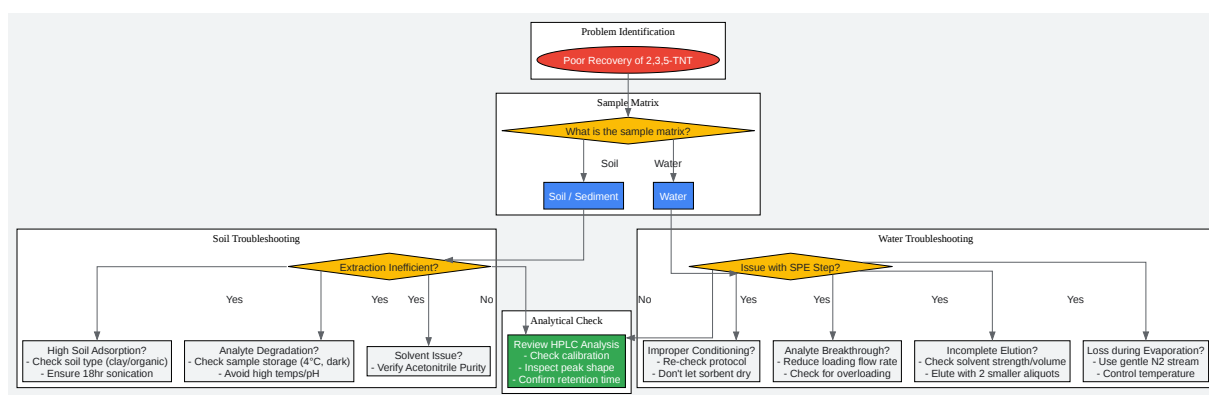 Problem Identification
Poor Recovery of 2,3,5-TNT
Sample Matrix
What is the sample matrix?
Soil
Water
Soil / Sediment
Water
Soil Troubleshooting
Extraction Inefficient?
Yes
Yes
Yes
No
High Soil Adsorption?
- Check soil type (clay/organic)
- Ensure 18hr sonication
Analyte Degradation?
- Check sample storage (4°C, dark)
- Avoid high temps/pH
Solvent Issue?
- Verify Acetonitrile Purity
Analytical Check
Review HPLC Analysis
- Check calibration
- Inspect peak shape
- Confirm retention time
Water Troubleshooting
Issue with SPE Step?
No
Yes
Yes
Yes
Yes
Improper Conditioning?
- Re-check protocol
- Don't let sorbent dry
Analyte Breakthrough?
- Reduce loading flow rate
- Check for overloading
Incomplete Elution?
- Check solvent strength/volume
- Elute with 2 smaller aliquots
Loss during Evaporation?
- Use gentle N2 stream
- Control temperature